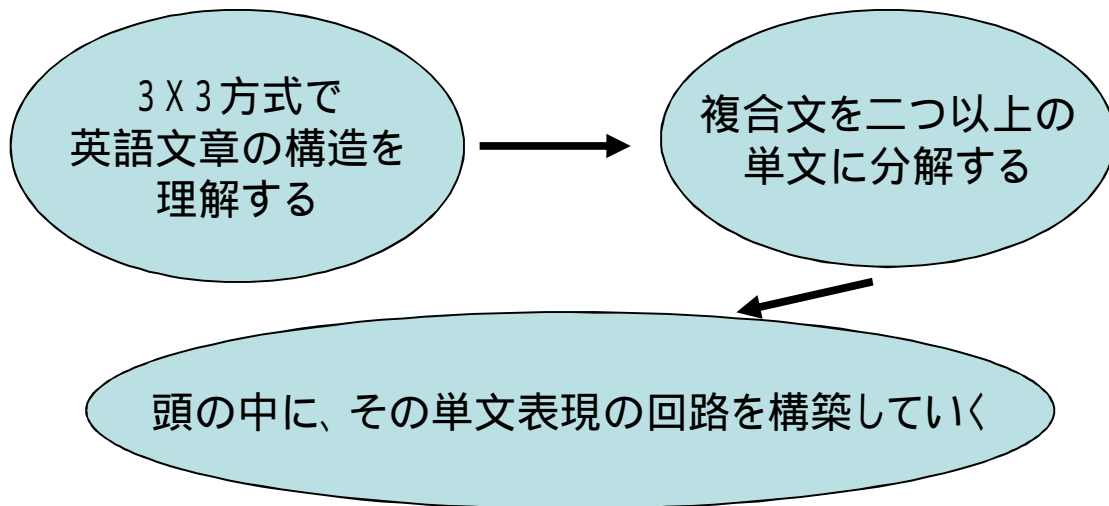 3X3方式で
英語文章の構造を
理解する
複合文を二つ以上の
単文に分解する
頭の中に、その単文表現の回路を構築していく